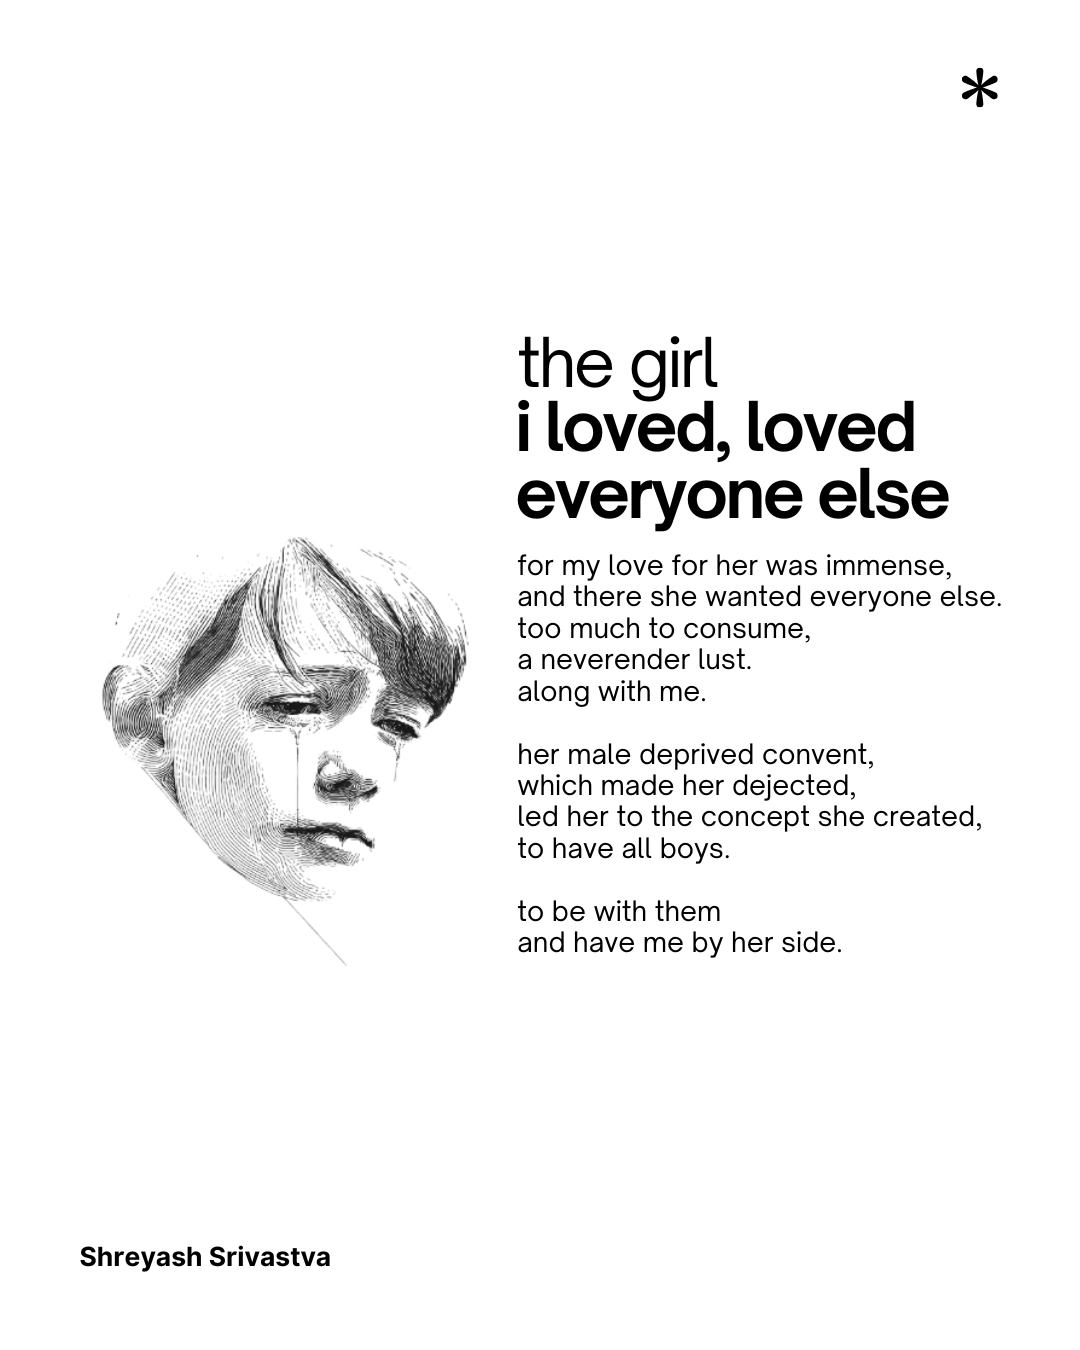 *
the girl
i loved, loved
everyone else
for my love for her was immense,
and there she wanted everyone else.
too much to consume,
a neverender lust.
along with me.
her male deprived convent,
which made her dejected,
led her to the concept she created,
to have all boys.
to be with them
and have me by her side.
Shreyash Srivastva